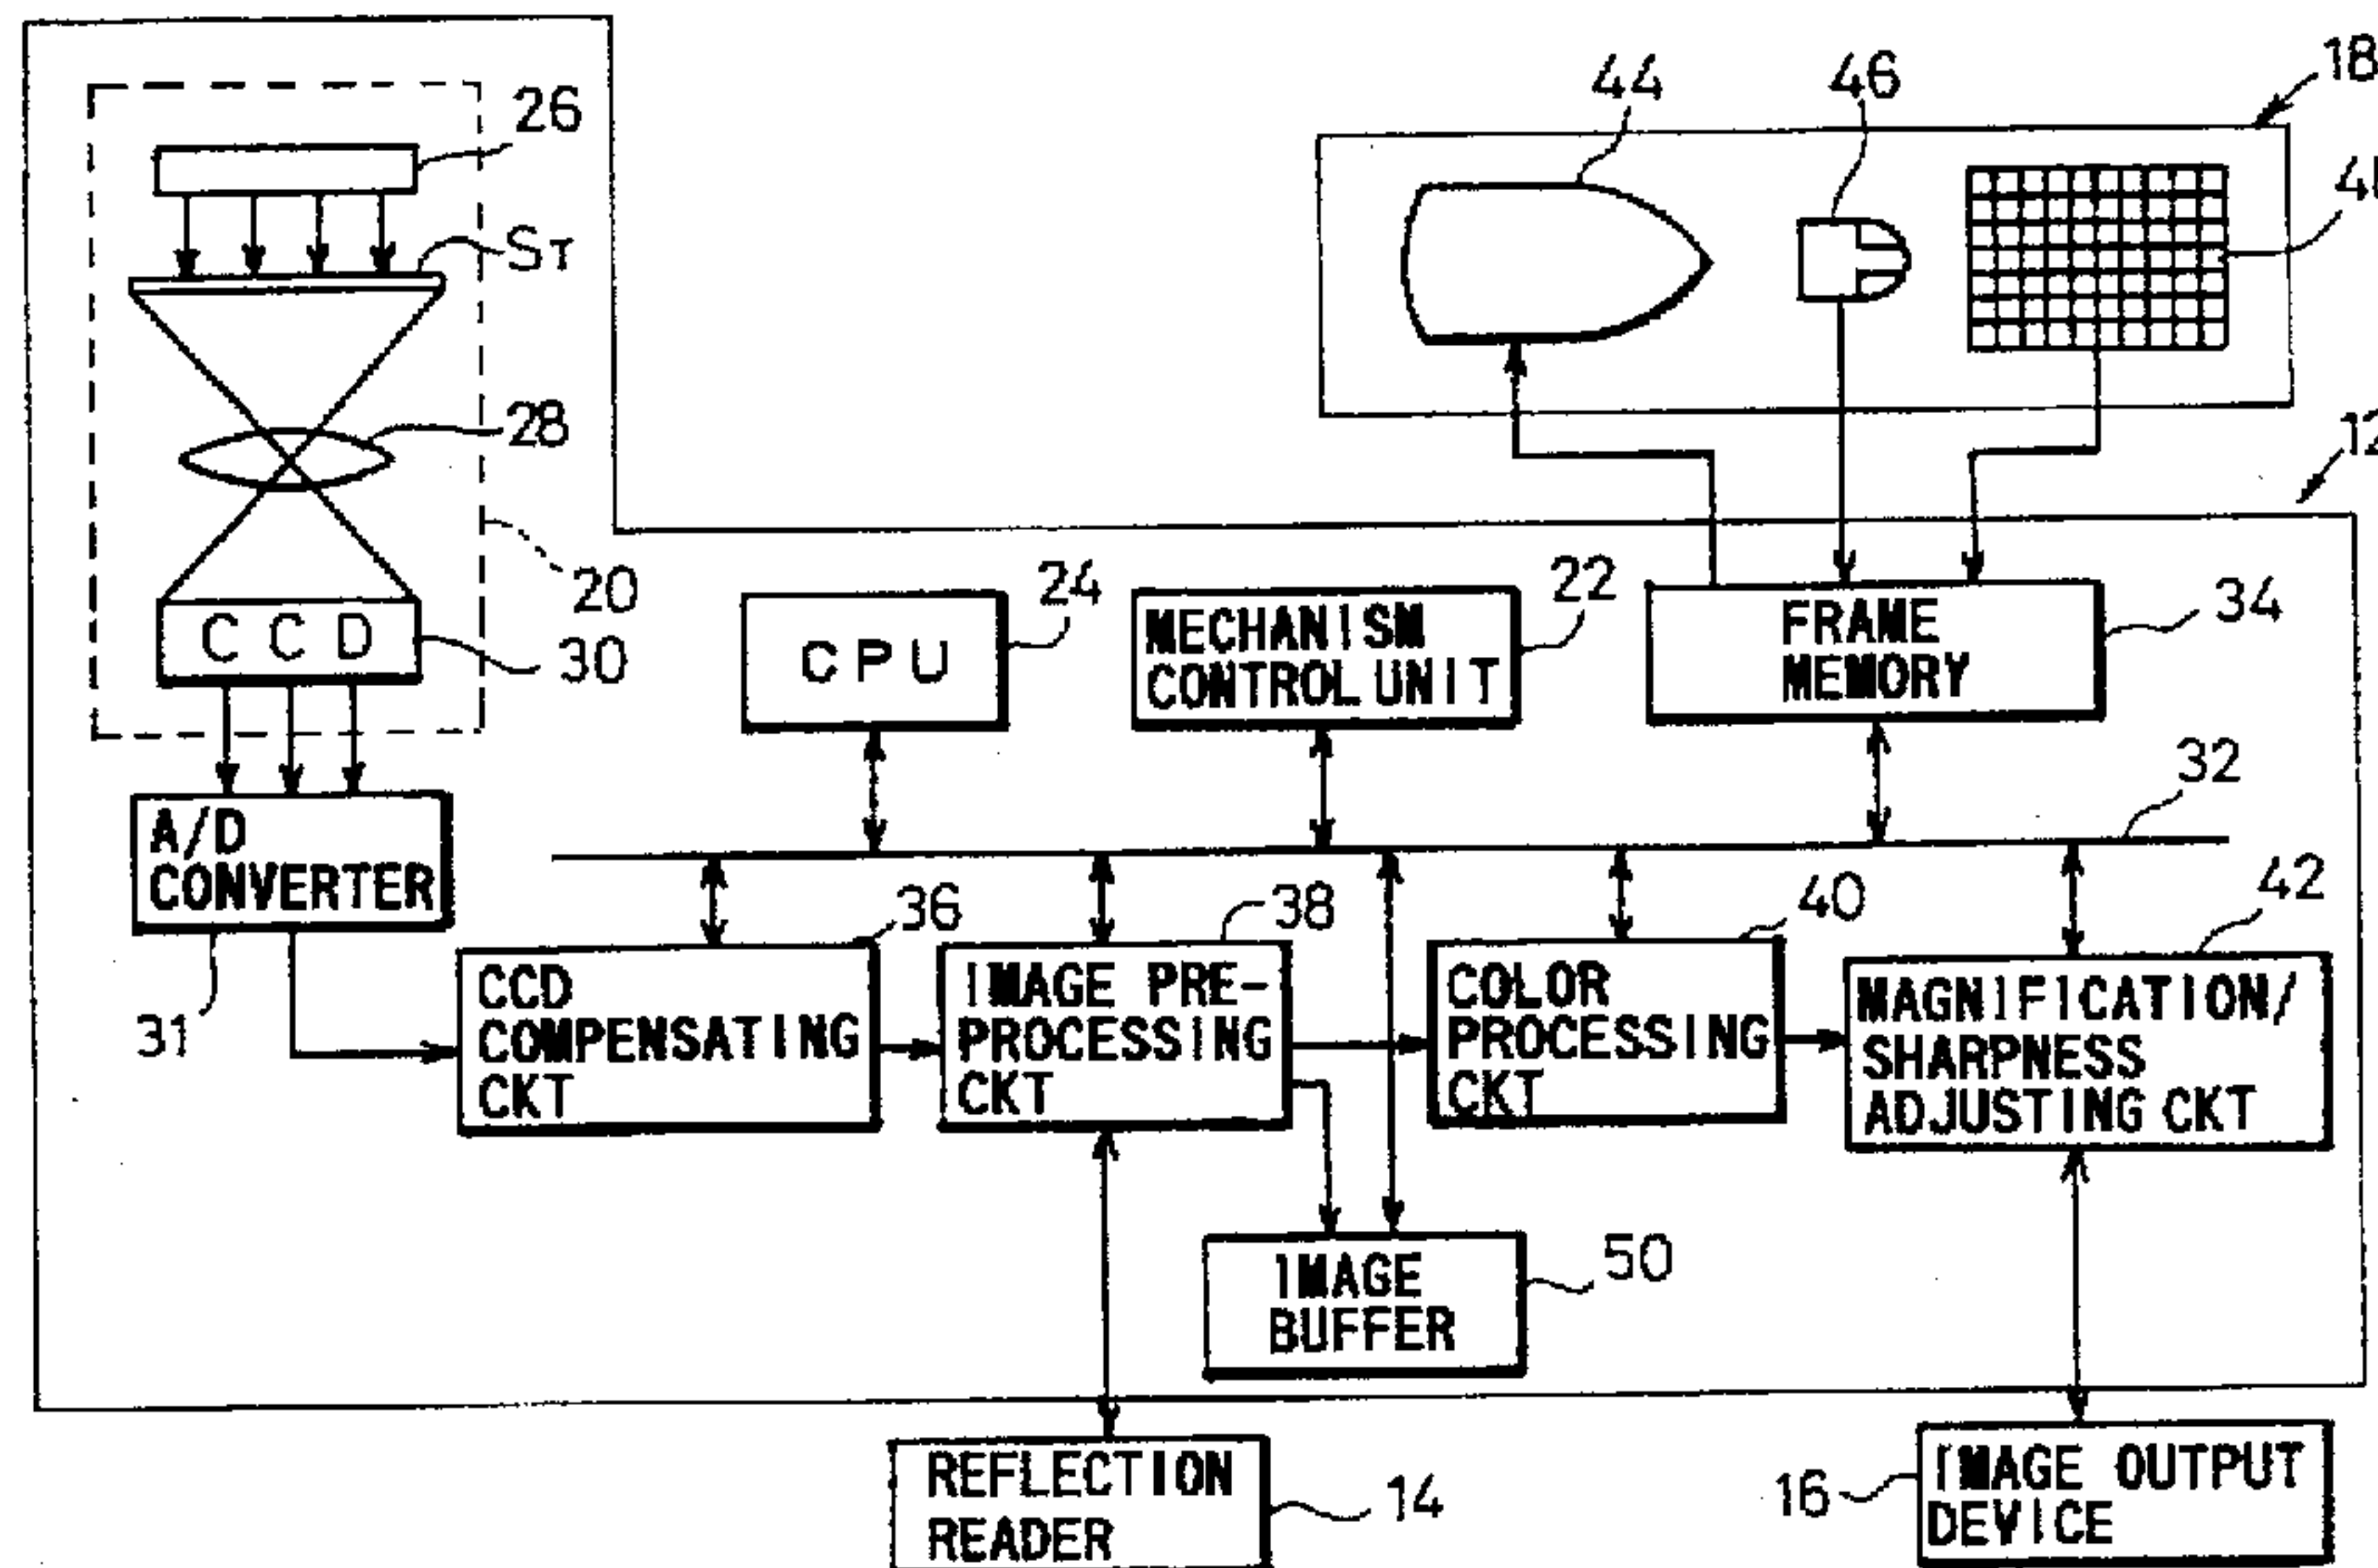 26
ST
28
20
CCD
30
44
46
18
CPU
24
MECHANISM
CONTROL UNIT
22
FRAME
MEMORY
34
32
A/D
CONVERTER
31
CCD
COMPENSATING
CKT
36
IMAGE PRE-
PROCESSING
CKT
38
COLOR
PROCESSING
CKT
40
MAGNIFICATION/
SHARPNESS
ADJUSTING CKT
42
IMAGE
BUFFER
50
REFLECTION
READER
14
16
IMAGE OUTPUT
DEVICE